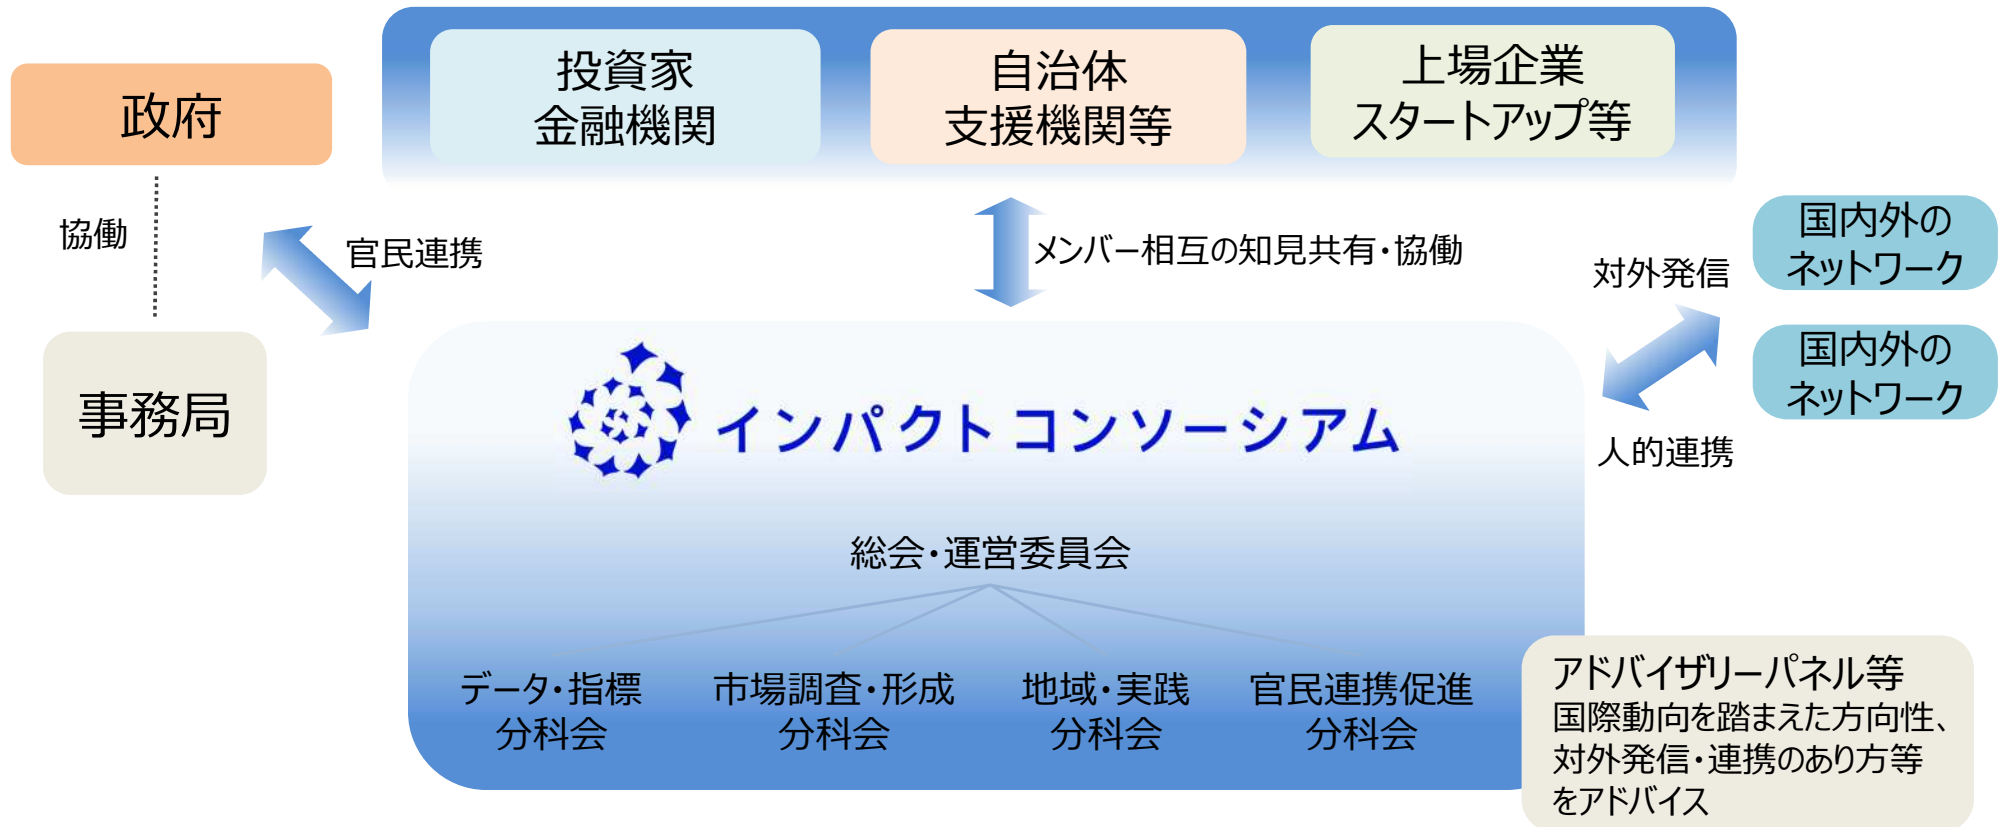 投資家
金融機関
自治体
支援機関等
上場企業
スタートアップ等
政府
協働
官民連携
メンバー相互の知見共有・協働
国内外の
ネットワーク
対外発信
国内外の
ネットワーク
事務局
インパクトコンソーシアム
人的連携
総会・運営委員会
データ・指標
分科会
市場調査・形成
分科会
地域・実践
分科会
官民連携促進
分科会
アドバイザリーパネル等
国際動向を踏まえた方向性、
対外発信・連携のあり方等
をアドバイス